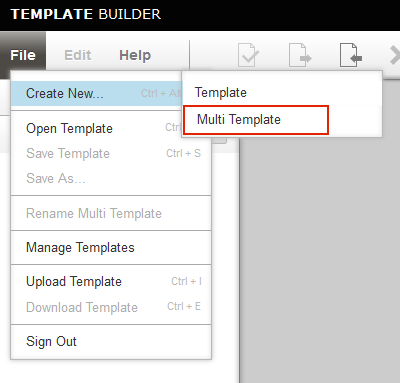 TEMPLATE BUILDER
File Edit Help
Create New... Ctrl + Alt
Template
Multi Template
Open Template
Save Template Ctrl + S
Save As...
Rename Multi Template
Manage Templates
Upload Template Ctrl + I
Download Template Ctrl + E
Sign Out